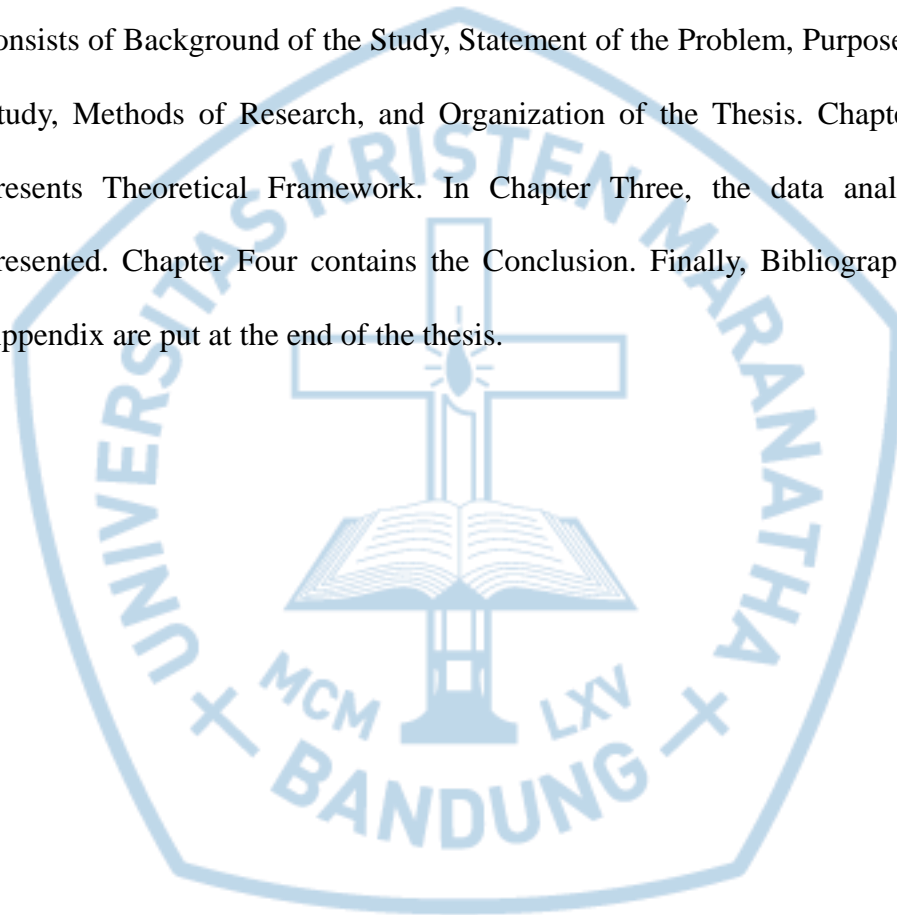 onsists of Background of the Study, Statement of the Problem, Purpose
tudy, Methods of Research, and Organization of the Thesis. Chapte
resents Theoretical Framework. In Chapter Three, the data anal
resented. Chapter Four contains the Conclusion. Finally, Bibliograp
ppendix are put at the end of the thesis.
UNIVERSITAS KRISTEN MARANATHA
MCM LXV
BANDUNG